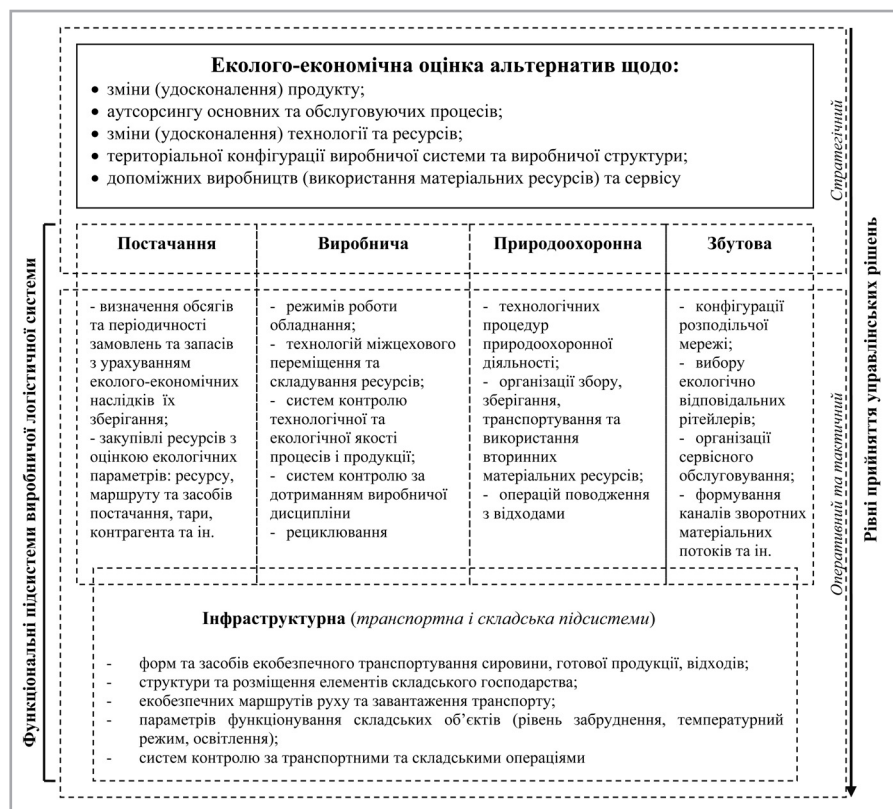 Еколого-економічна оцінка альтернатив щодо:
• зміни (удосконалення) продукту;
• аутсорсингу основних та обслуговуючих процесів;
• зміни (удосконалення) технології та ресурсів;
• територіальної конфігурації виробничої системи та виробничої структури;
• допоміжних виробництв (використання матеріальних ресурсів) та сервісу
Стратегічний
Рівні прийняття управлінських рішень
Функціональні підсистеми виробничої логістичної системи
Постачання
- визначення обсягів
та періодичності
замовлень та запасів
з урахуванням
еколого-економічних
наслідків їх
зберігання;
- закупівлі ресурсів з
оцінкою екологічних
параметрів: ресурсу,
маршруту та засобів
постачання, тари,
контрагента та ін.
Виробнича
- режимів роботи
обладнання;
- технологій міжцехового
переміщення та
складування ресурсів;
- систем контролю
технологічної та
екологічної якості
процесів і продукції;
- систем контролю за
дотриманням виробничої
дисципліни
- рециклювання
Природоохоронна
- технологічних
процедур
природоохоронної
діяльності;
- організації збору,
зберігання,
транспортування та
використання
вторинних
матеріальних ресурсів;
- операцій поводження
з відходами
Збутова
- конфігурації
розподільчої
мережі;
- вибору
екологічно
відповідальних
рітейлерів;
- організації
сервісного
обслуговування;
- формування
каналів зворотних
матеріальних
потоків та ін.
Оперативний та тактичний
Інфраструктурна (транспортна і складська підсистеми)
- форм та засобів екобезпечного транспортування сировини, готової продукції, відходів;
- структури та розміщення елементів складського господарства;
- екобезпечних маршрутів руху та завантаження транспорту;
- параметрів функціонування складських об’єктів (рівень забруднення, температурний
режим, освітлення);
- систем контролю за транспортними та складськими операціями